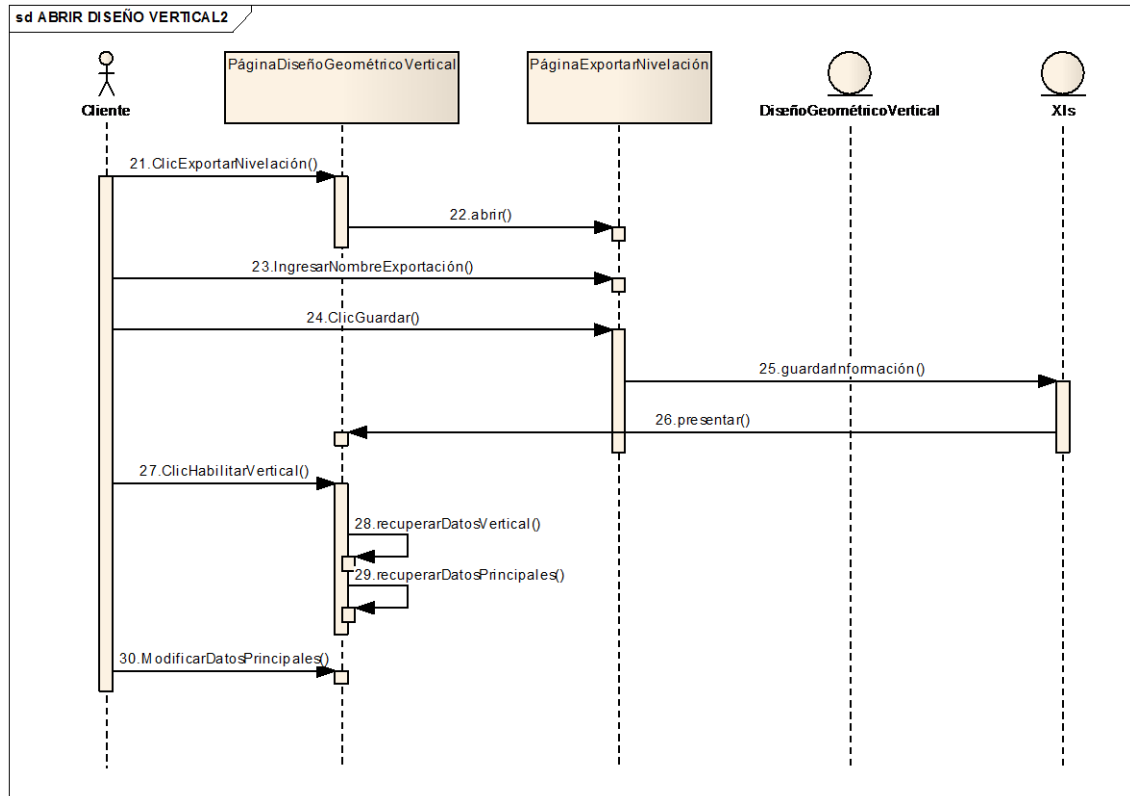 sd ABRIR DISEÑO VERTICAL2
Cliente
PáginaDiseñoGeométricoVertical
PáginaExportarNivelación
DiseñoGeométricoVertical
Xls
21.ClicExportarNivelación()
22.abrir()
23.IngresarNombreExportación()
24.ClicGuardar()
25.guardarInformación()
26.presentar()
27.ClicHabilitarVertical()
28.recuperarDatosVertical()
29.recuperarDatosPrincipales()
30.ModificarDatosPrincipales()